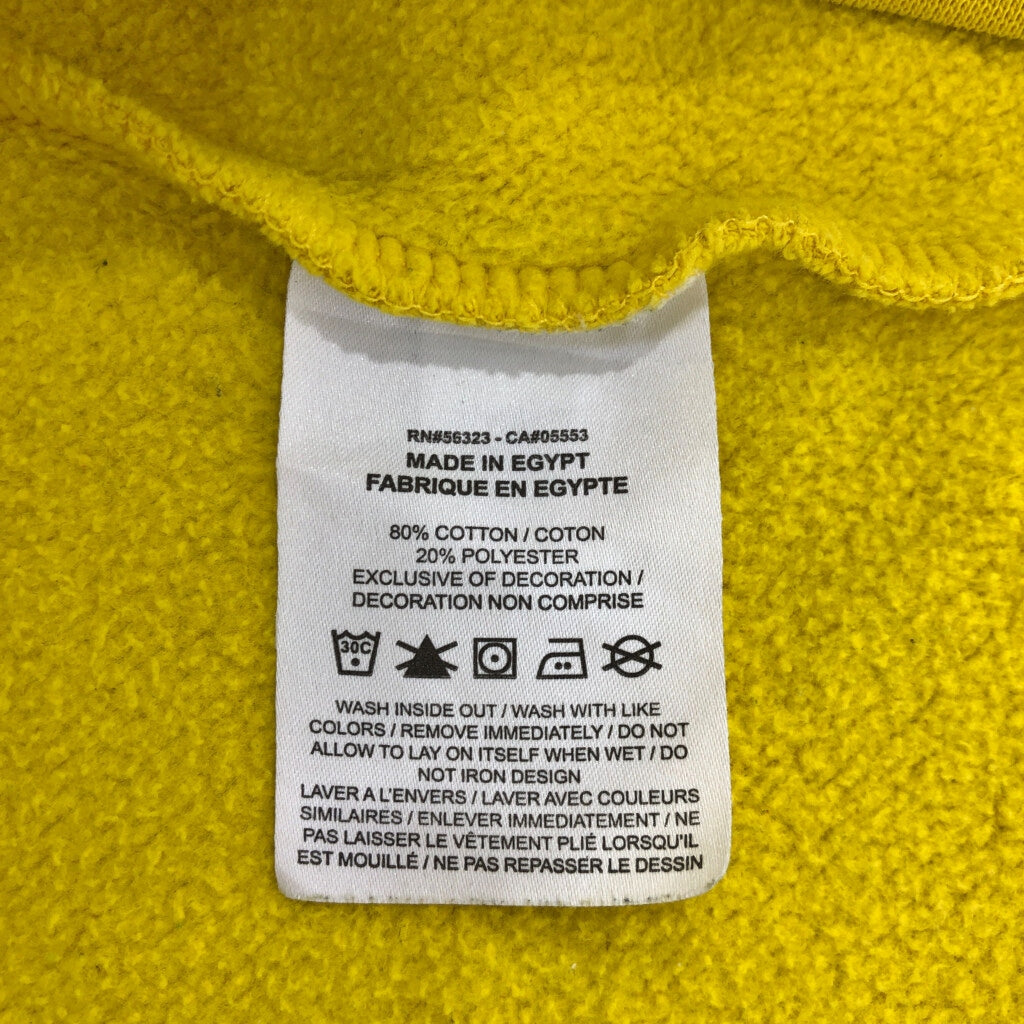 RN#56323 - CA#05553
MADE IN EGYPT
FABRIQUE EN EGYPTE
80% COTTON / COTON
20% POLYESTER
EXCLUSIVE OF DECORATION /
DECORATION NON COMPRISE
30C
WASH INSIDE OUT / WASH WITH LIKE
COLORS / REMOVE IMMEDIATELY / DO NOT
ALLOW TO LAY ON ITSELF WHEN WET / DO
NOT IRON DESIGN
LAVER A L'ENVERS / LAVER AVEC COULEURS
SIMILAIRES / ENLEVER IMMEDIATEMENT / NE
PAS LAISSER LE VÊTEMENT PLIÉ LORSQU'IL
EST MOUILLÉ / NE PAS REPASSER LE DESSIN